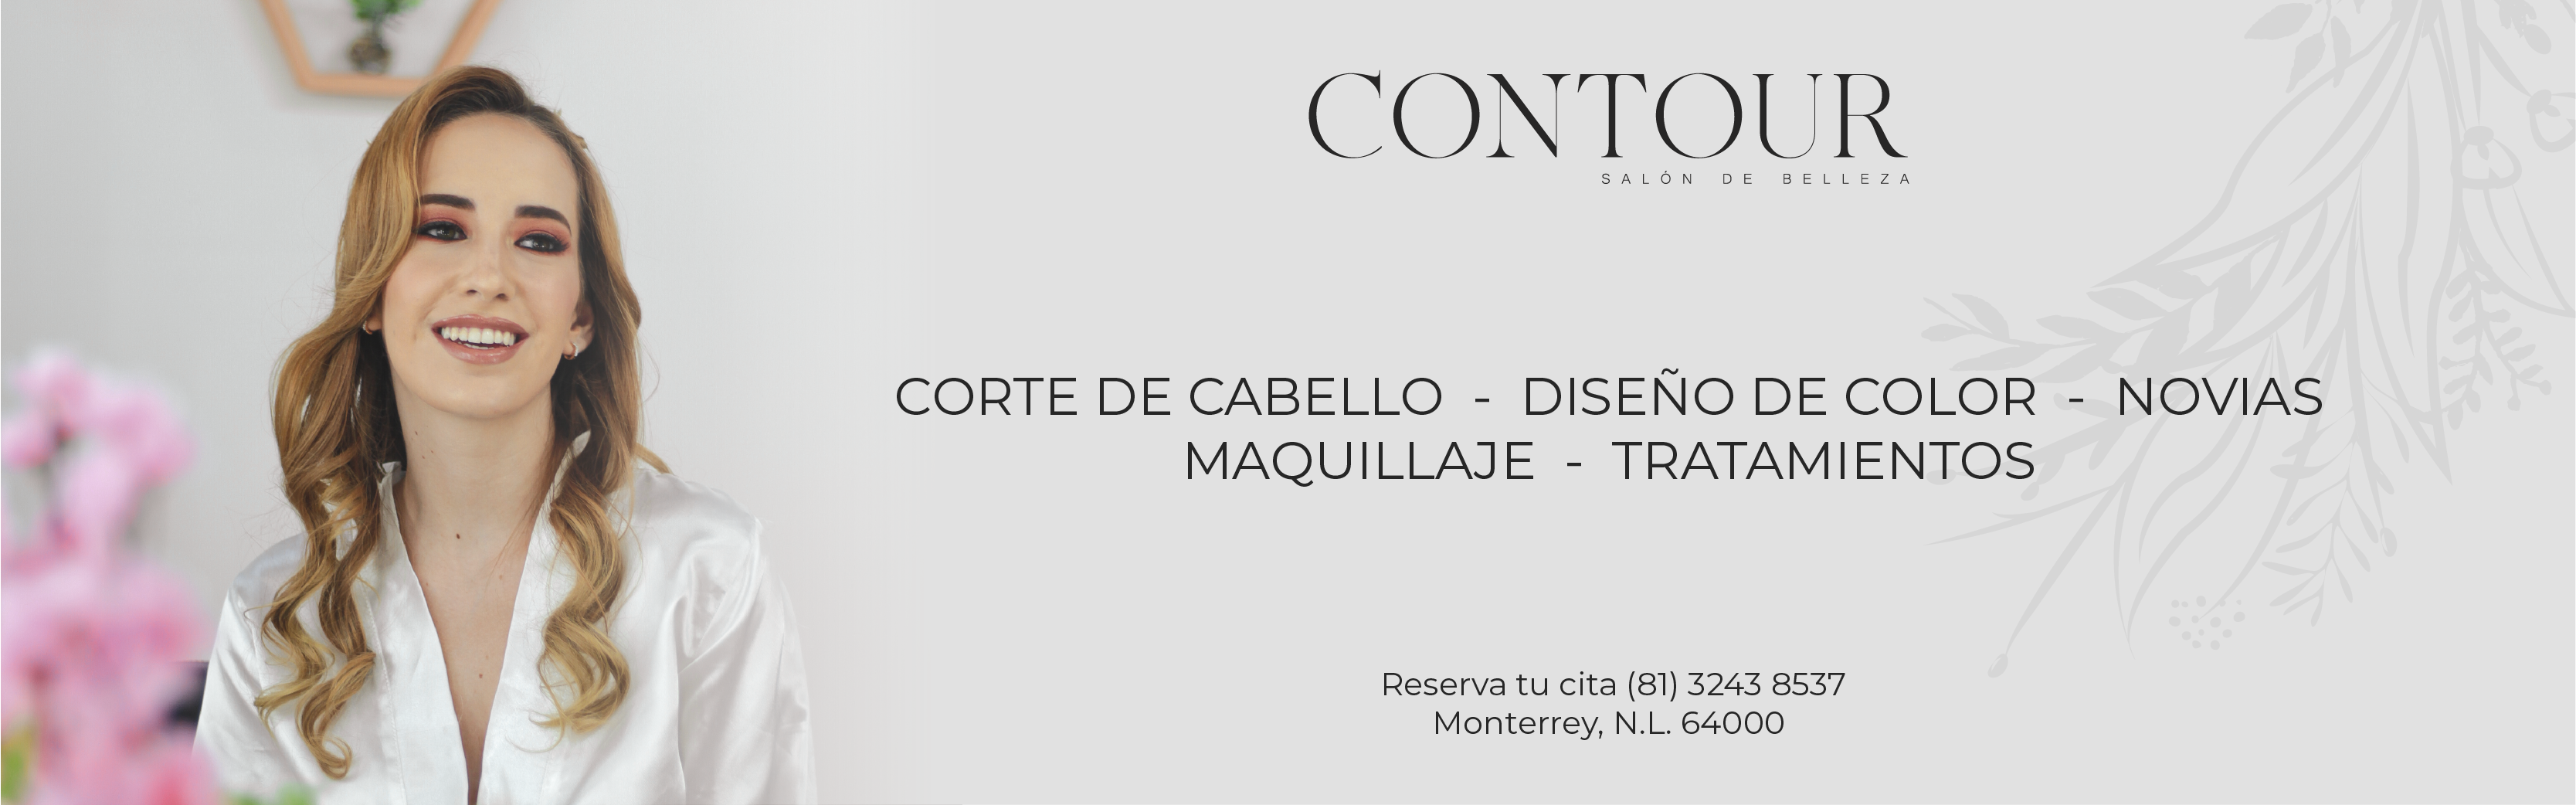 CONTOUR
SALÓN DE BELLEZA
CORTE DE CABELLO - DISEÑO DE COLOR - NOVIAS
MAQUILLAJE - TRATAMIENTOS
Reserva tu cita (81) 3243 8537
Monterrey, N.L. 64000